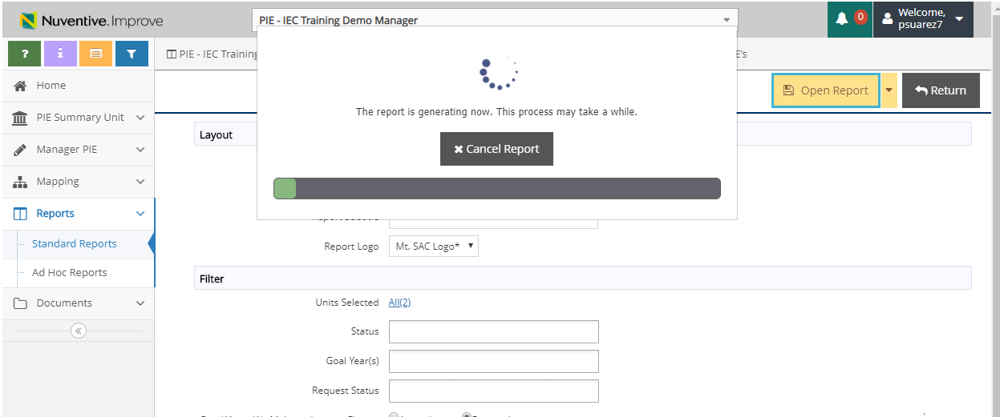 Nuventive.Improve
PIE - IEC Training Demo Manager
0
Welcome,
psuarez7
?
i
PIE - IEC Training
E's
Home
Open Report
Return
PIE Summary Unit
The report is generating now. This process may take a while.
Layout
Manager PIE
Cancel Report
Mapping
Reports
Report Subtitle
Standard Reports
Report Logo
Mt. SAC Logo*
Ad Hoc Reports
Filter
Documents
Units Selected
All(2)
Status
Goal Year(s)
Request Status